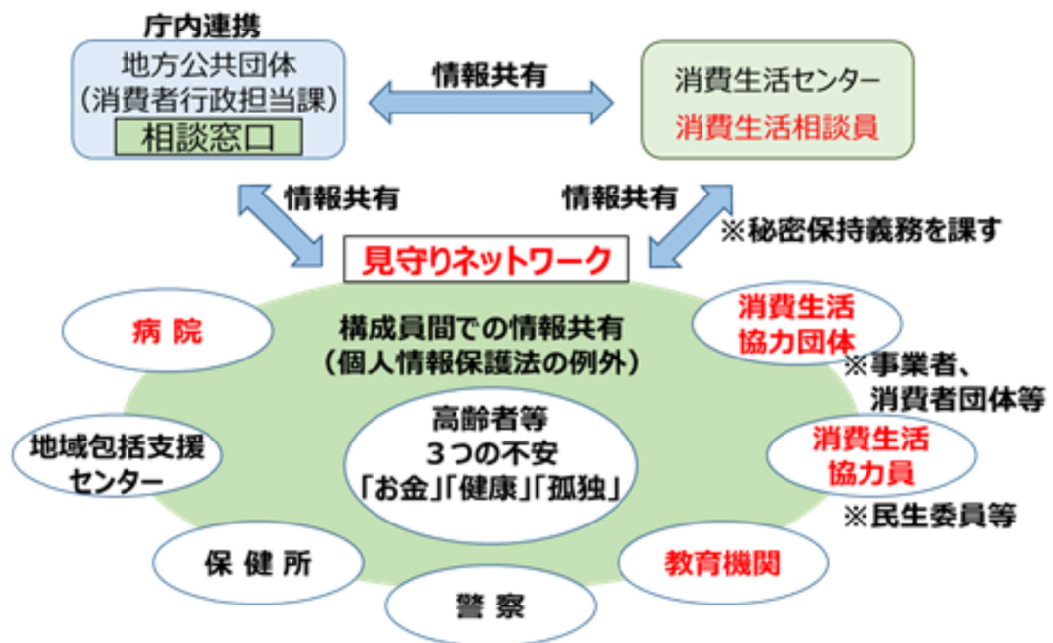 庁内連携
地方公共団体
(消費者行政担当課)
相談窓口
情報共有
消費生活センター
消費生活相談員
情報共有
情報共有
※秘密保持義務を課す
見守りネットワーク
構成員間での情報共有
(個人情報保護法の例外)
病 院
消費生活
協力団体
※事業者、
消費者団体等
高齢者等
3つの不安
「お金」「健康」「孤独」
地域包括支援
センター
消費生活
協力員
※民生委員等
保 健 所
教育機関
警 察